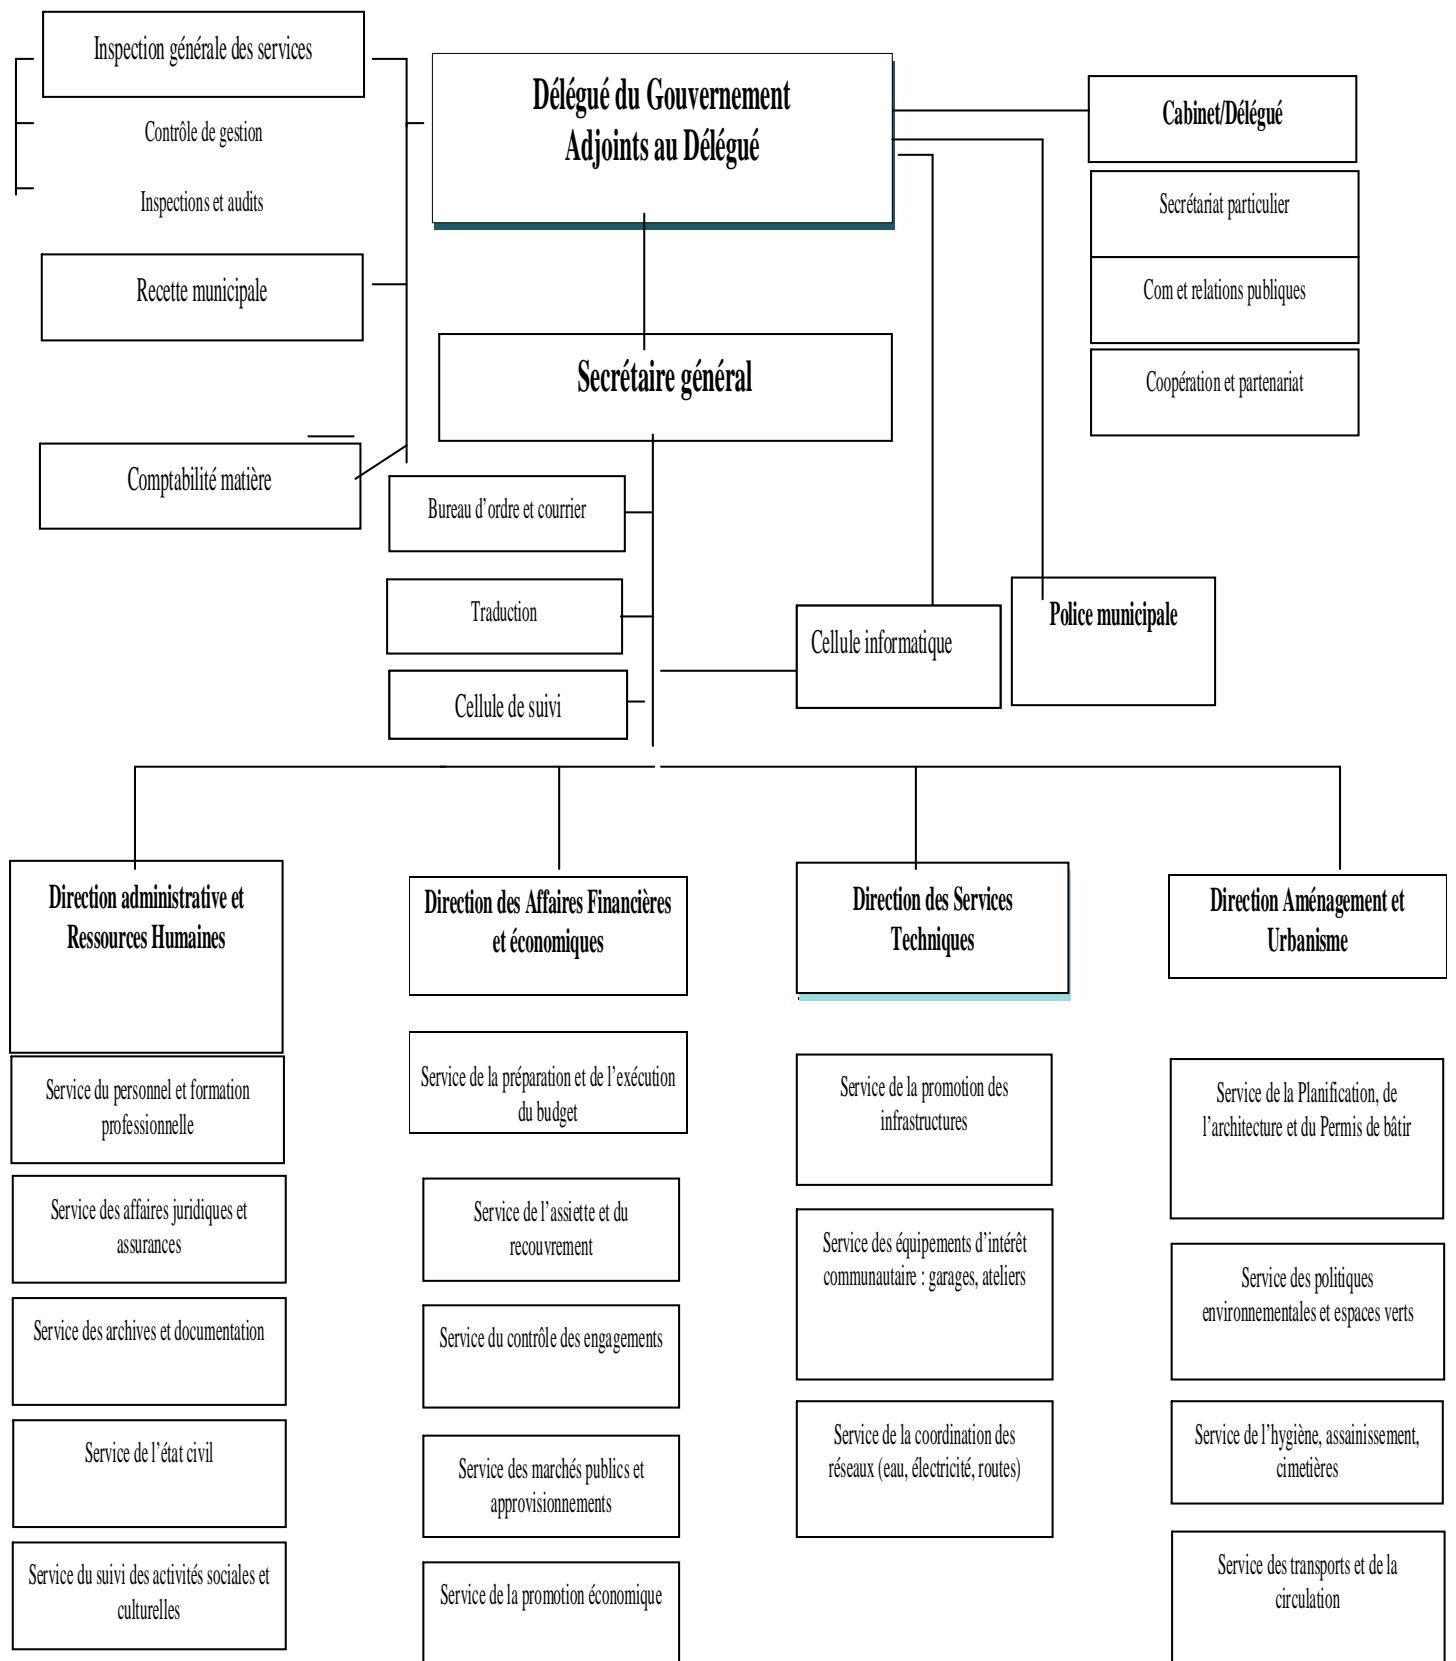 Inspection générale des services
Contrôle de gestion
Inspections et audits
Recette municipale
Comptabilité matière
Délégué du Gouvernement
Adjoints au Délégué
Cabinet/Délégué
Secrétariat particulier
Com et relations publiques
Coopération et partenariat
Secrétaire général
Bureau d’ordre et courrier
Traduction
Cellule de suivi
Cellule informatique
Police municipale
Direction administrative et
Ressources Humaines
Service du personnel et formation
professionnelle
Service des affaires juridiques et
assurances
Service des archives et documentation
Service de l’état civil
Service du suivi des activités sociales et
culturelles
Direction des Affaires Financières
et économiques
Service de la préparation et de l’exécution
du budget
Service de l’assiette et du
recouvrement
Service du contrôle des engagements
Service des marchés publics et
approvisionnements
Service de la promotion économique
Direction des Services
Techniques
Service de la promotion des
infrastructures
Service des équipements d’intérêt
communautaire : garages, ateliers
Service de la coordination des
réseaux (eau, électricité, routes)
Direction Aménagement et
Urbanisme
Service de la Planification, de
l’architecture et du Permis de bâtir
Service des politiques
environnementales et espaces verts
Service de l’hygiène, assainissement,
cimetières
Service des transports et de la
circulation